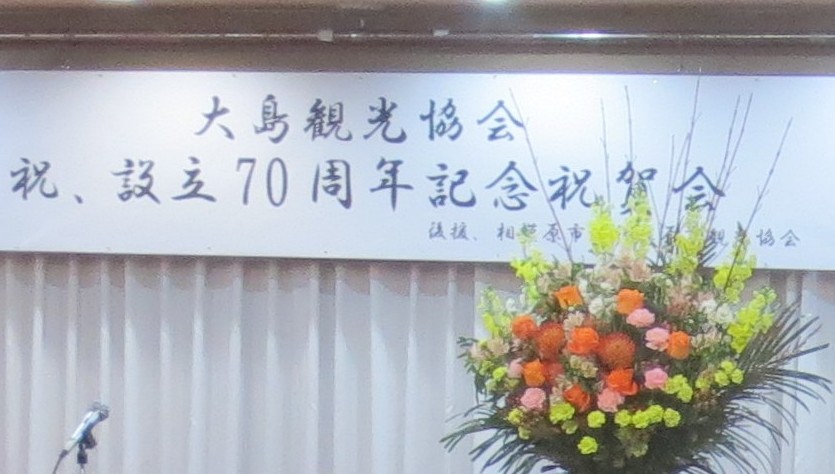 大島観光協会
祝、設立70周年記念祝賀会
後援、相模原市 観光協会